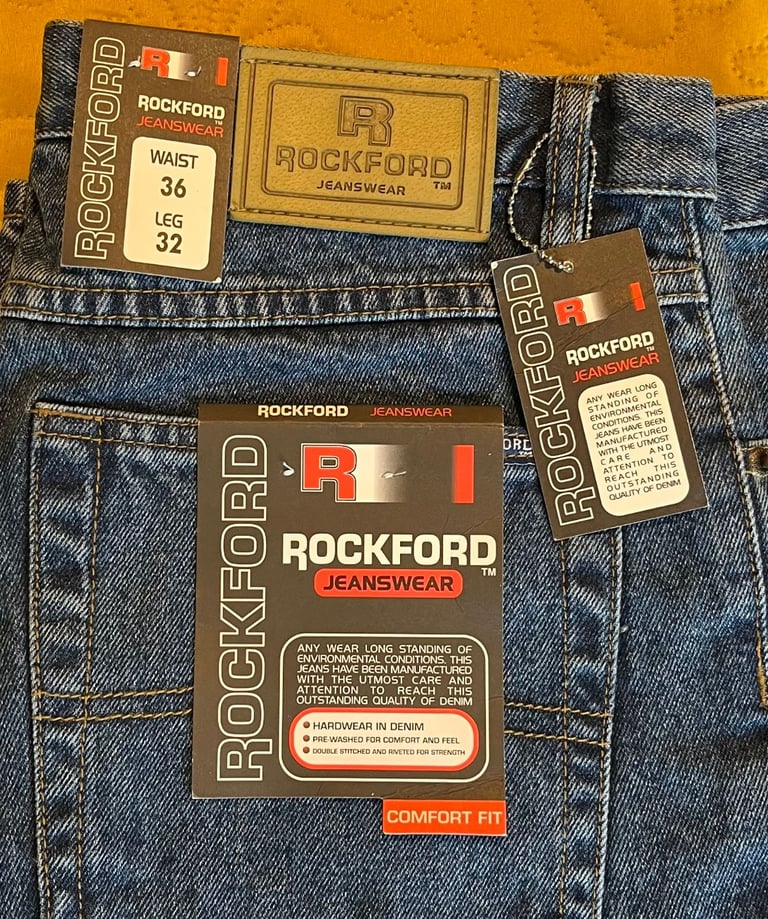 ROCKFORD
R
ROCKFORD
TM
JEANSWEAR
WAIST
36
LEG
32
R
ROCKFORD
JEANSWEAR TM
ROCKFORD
R
ROCKFORD
TM
JEANSWEAR
ANY WEAR LONG
STANDING OF
ENVIRONMENTAL
CONDITIONS. THIS
JEANS HAVE BEEN
MANUFACTURED
WITH THE UTMOST
CARE AND
ATTENTION TO
REACH THIS
OUTSTANDING
QUALITY OF DENIM
ROCKFORD JEANSWEAR
ROCKFORD
R
ROCKFORD
TM
JEANSWEAR
ANY WEAR LONG STANDING OF
ENVIRONMENTAL CONDITIONS. THIS
JEANS HAVE BEEN MANUFACTURED
WITH THE UTMOST CARE AND
ATTENTION TO REACH THIS
OUTSTANDING QUALITY OF DENIM
HARDWEAR IN DENIM
PRE-WASHED FOR COMFORT AND FEEL
DOUBLE STITCHED AND RIVETED FOR STRENGTH
COMFORT FIT